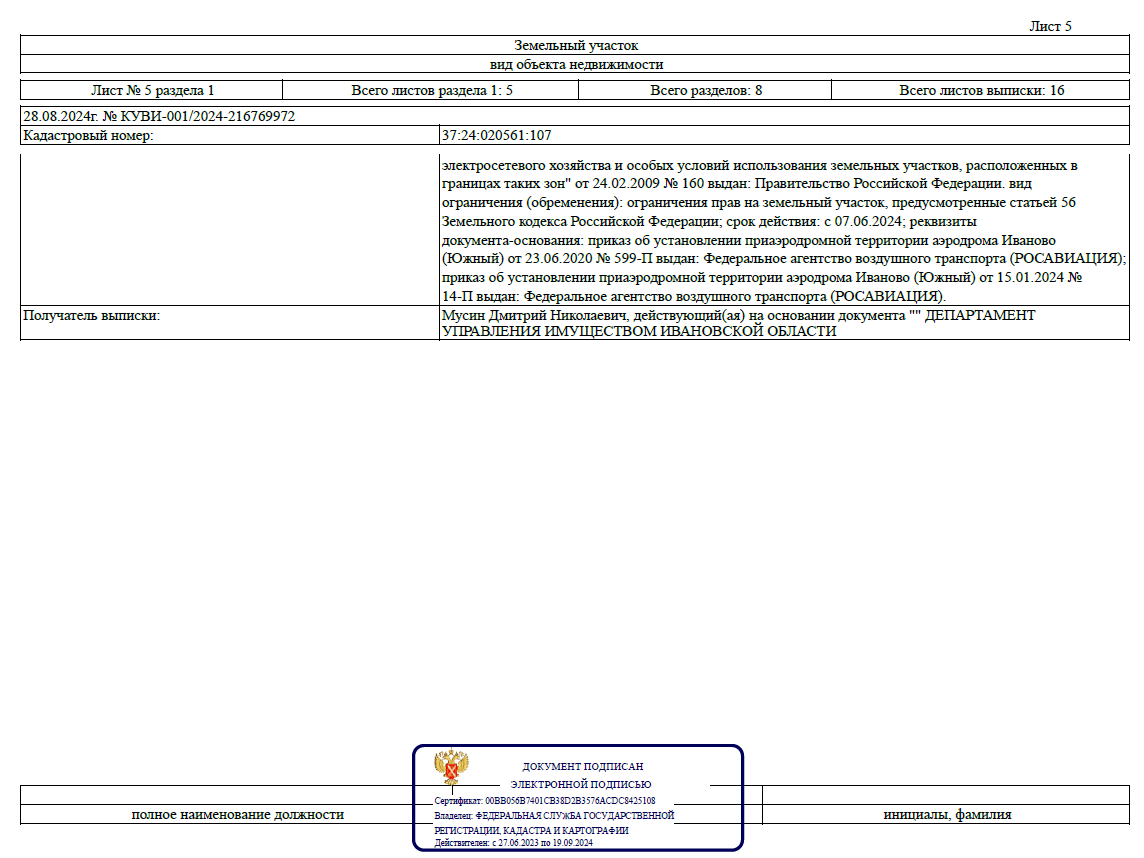 Лист 5
Земельный участок
вид объекта недвижимости
Лист № 5 раздела 1
Всего листов раздела 1: 5
Всего разделов: 8
Всего листов выписки: 16
28.08.2024г. № КУВИ-001/2024-216769972
Кадастровый номер:
37:24:020561:107
электросетевого хозяйства и особых условий использования земельных участков, расположенных в
границах таких зон" от 24.02.2009 № 160 выдан: Правительство Российской Федерации. вид
ограничения (обременения): ограничения прав на земельный участок, предусмотренные статьей 56
Земельного кодекса Российской Федерации; срок действия: с 07.06.2024; реквизиты
документа-основания: приказ об установлении приаэродромной территории аэродрома Иваново
(Южный) от 23.06.2020 № 599-П выдан: Федеральное агентство воздушного транспорта (РОСАВИАЦИЯ);
приказ об установлении приаэродромной территории аэродрома Иваново (Южный) от 15.01.2024 №
14-П выдан: Федеральное агентство воздушного транспорта (РОСАВИАЦИЯ).
Получатель выписки:
Мусин Дмитрий Николаевич, действующий(ая) на основании документа "" ДЕПАРТАМЕНТ
УПРАВЛЕНИЯ ИМУЩЕСТВОМ ИВАНОВСКОЙ ОБЛАСТИ
ДОКУМЕНТ ПОДПИСАН
ЭЛЕКТРОННОЙ ПОДПИСЬЮ
Сертификат: 00BB056B7401CB38D2B3576ACDC8425108
Владелец: ФЕДЕРАЛЬНАЯ СЛУЖБА ГОСУДАРСТВЕННОЙ
РЕГИСТРАЦИИ, КАДАСТРА И КАРТОГРАФИИ
Действителен: с 27.06.2023 по 19.09.2024
полное наименование должности
инициалы, фамилия